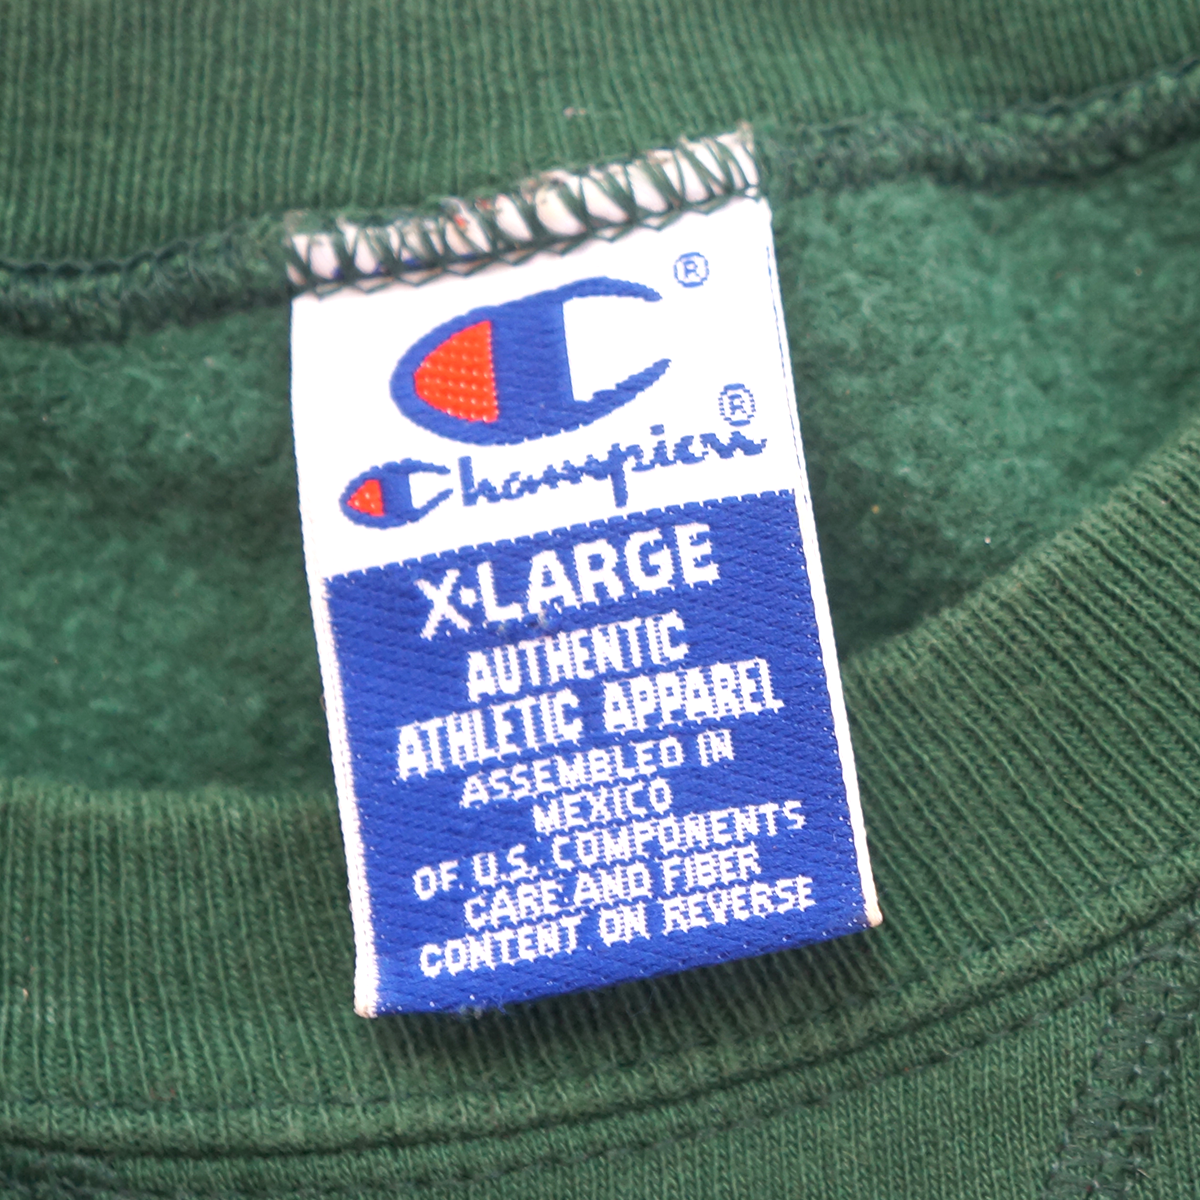 ®
Champion®
X·LARGE
AUTHENTIC
ATHLETIC APPAREL
ASSEMBLED IN
MEXICO
OF U.S. COMPONENTS
CARE AND FIBER
CONTENT ON REVERSE